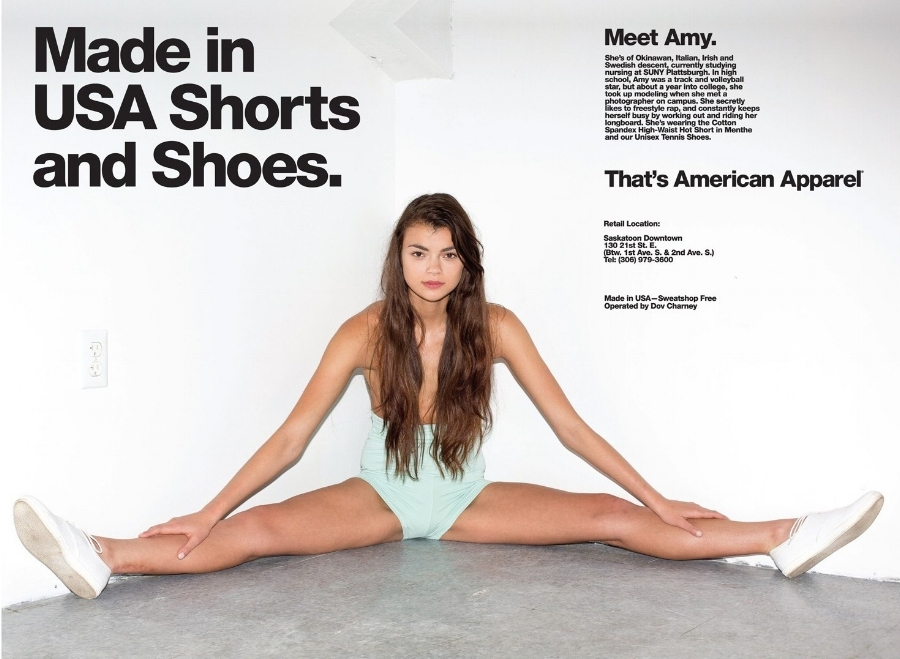 Made in
USA Shorts
and Shoes.
Meet Amy.
She's of Okinawan, Italian, Irish and
Swedish descent, currently studying
nursing at SUNY Plattsburgh. In high
school, Amy was a track and volleyball
star, but about a year into college, she
took up modeling when she met a
photographer on campus. She secretly
likes to freestyle rap, and constantly keeps
herself busy by working out and riding her
longboard. She's wearing the Cotton
Spandex High-Waist Hot Short in Menthe
and our Unisex Tennis Shoes.
That's American Apparel
Retail Location:
Saskatoon Downtown
130 21st St. E.
(Btw. 1st Ave. S. & 2nd Ave. S.)
Tel: (306) 979-3600
Made in USA—Sweatshop Free
Operated by Dov Charney